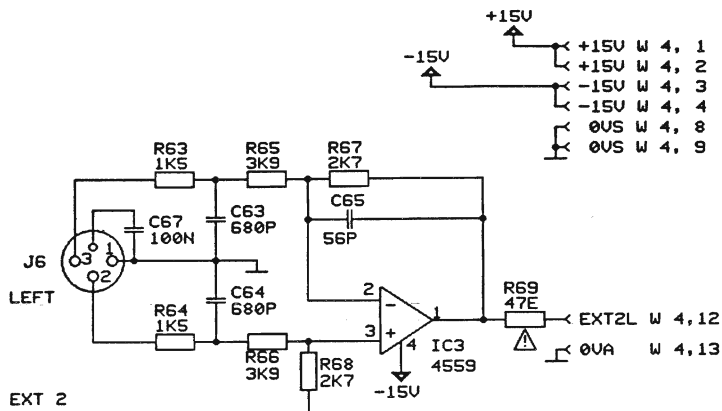 +15V
+15V W 4, 1
-15V
+15V W 4, 2
-15V W 4, 3
-15V W 4, 4
0VS W 4, 8
0VS W 4, 9
R63
1K5
R65
3K9
R67
2K7
C65
56P
C67
100N
C63
680P
J6
3
1
2
LEFT
C64
680P
R64
1K5
R66
3K9
R68
2K7
2
-
3
+
1
4
IC3
4559
-15V
R69
47E
EXT2L W 4,12
0VA W 4,13
EXT 2